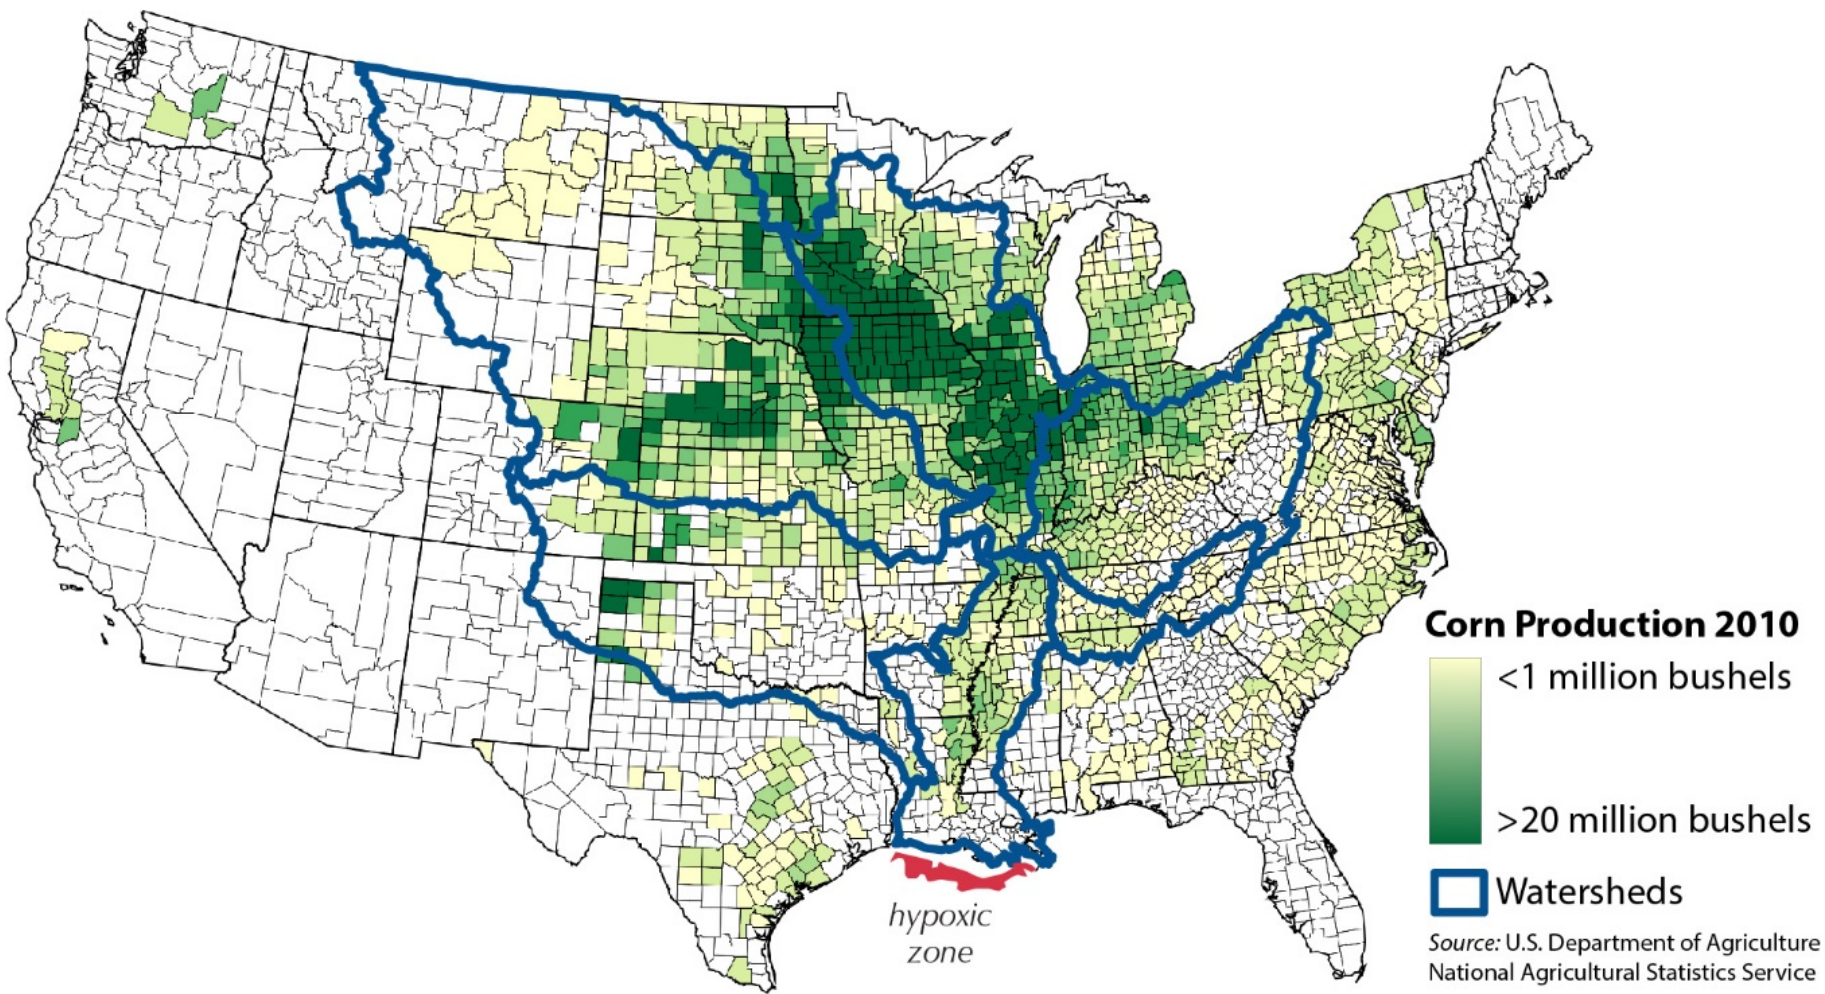 Corn Production 2010
<1 million bushels
>20 million bushels
Watersheds
Source: U.S. Department of Agriculture
National Agricultural Statistics Service
hypoxic
zone